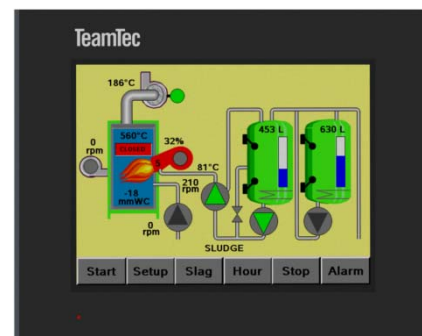 TeamTec
186°C
560°C
CLOSED
0
rpm
32%
453 L
630 L
81°C
210
rpm
-18
mmWC
0
rpm
SLUDGE
Start
Setup
Slag
Hour
Stop
Alarm